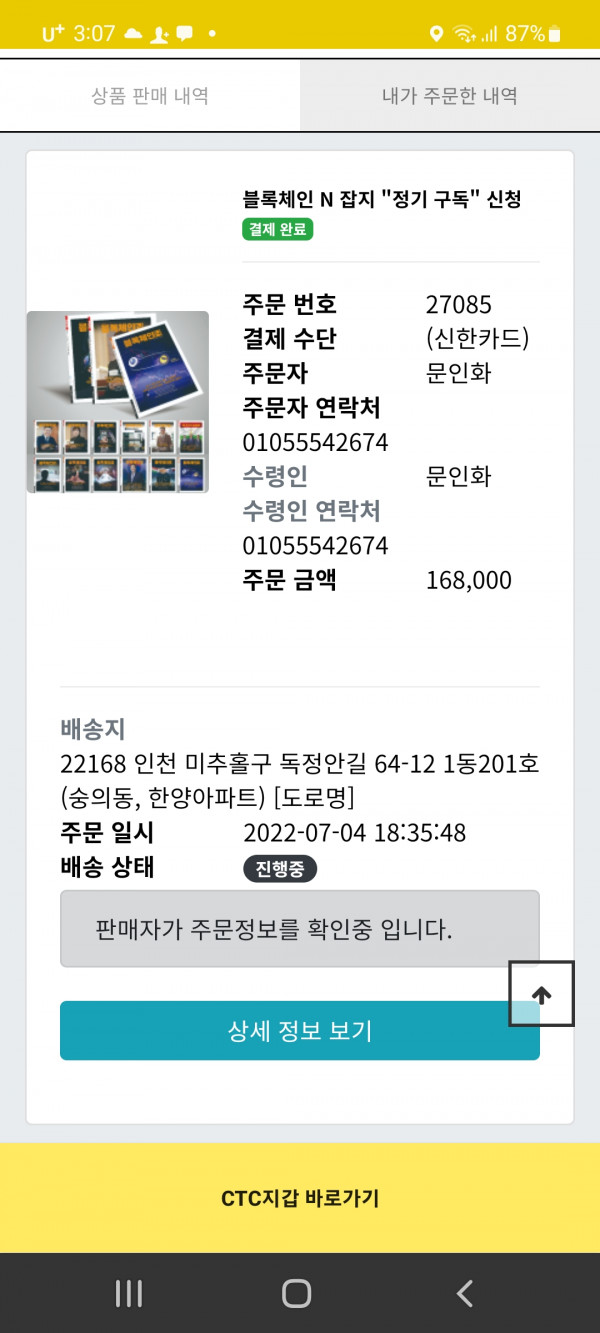 U+ 3:07 87%
상품 판매 내역
내가 주문한 내역
블록체인 N 잡지 "정기 구독" 신청
결제 완료
주문 번호 27085
결제 수단 (신한카드)
주문자 문인화
주문자 연락처
01055542674
수령인 문인화
수령인 연락처
01055542674
주문 금액 168,000
배송지
22168 인천 미추홀구 독정안길 64-12 1동201호
(숭의동, 한양아파트) [도로명]
주문 일시 2022-07-04 18:35:48
배송 상태 진행중
판매자가 주문정보를 확인중 입니다.
상세 정보 보기
CTC지갑 바로가기